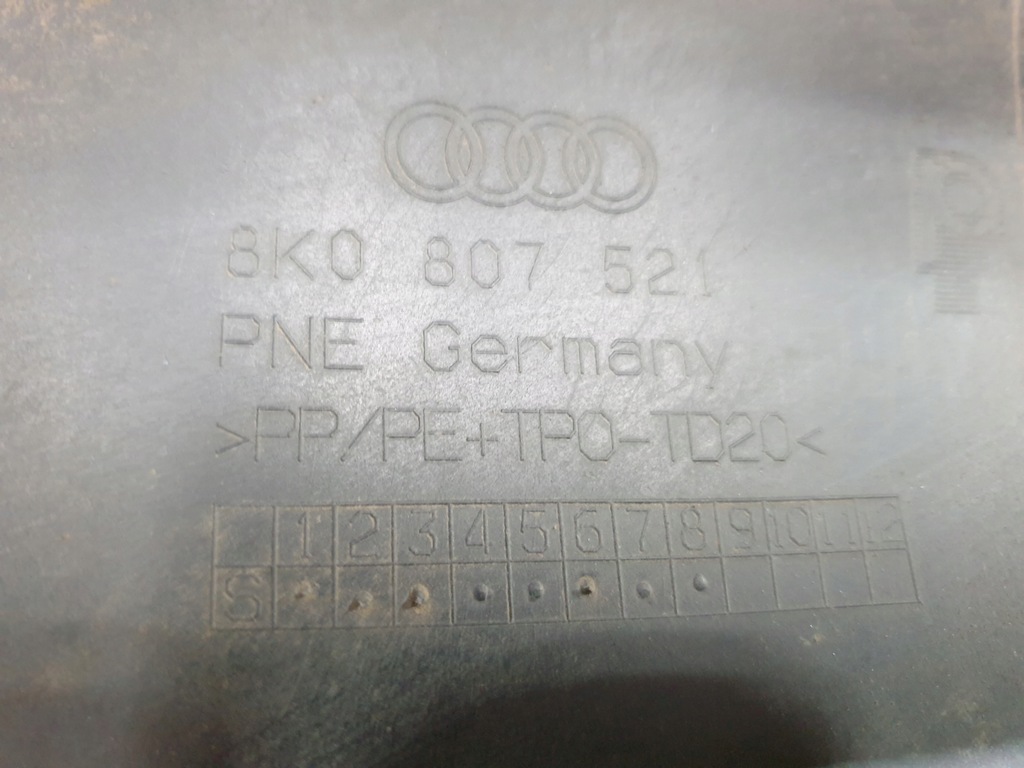 8K0 807 521
PNE Germany
>PP/PE+TPO-TD20<
1 2 3 4 5 6 7 8 9 10 11 12
S